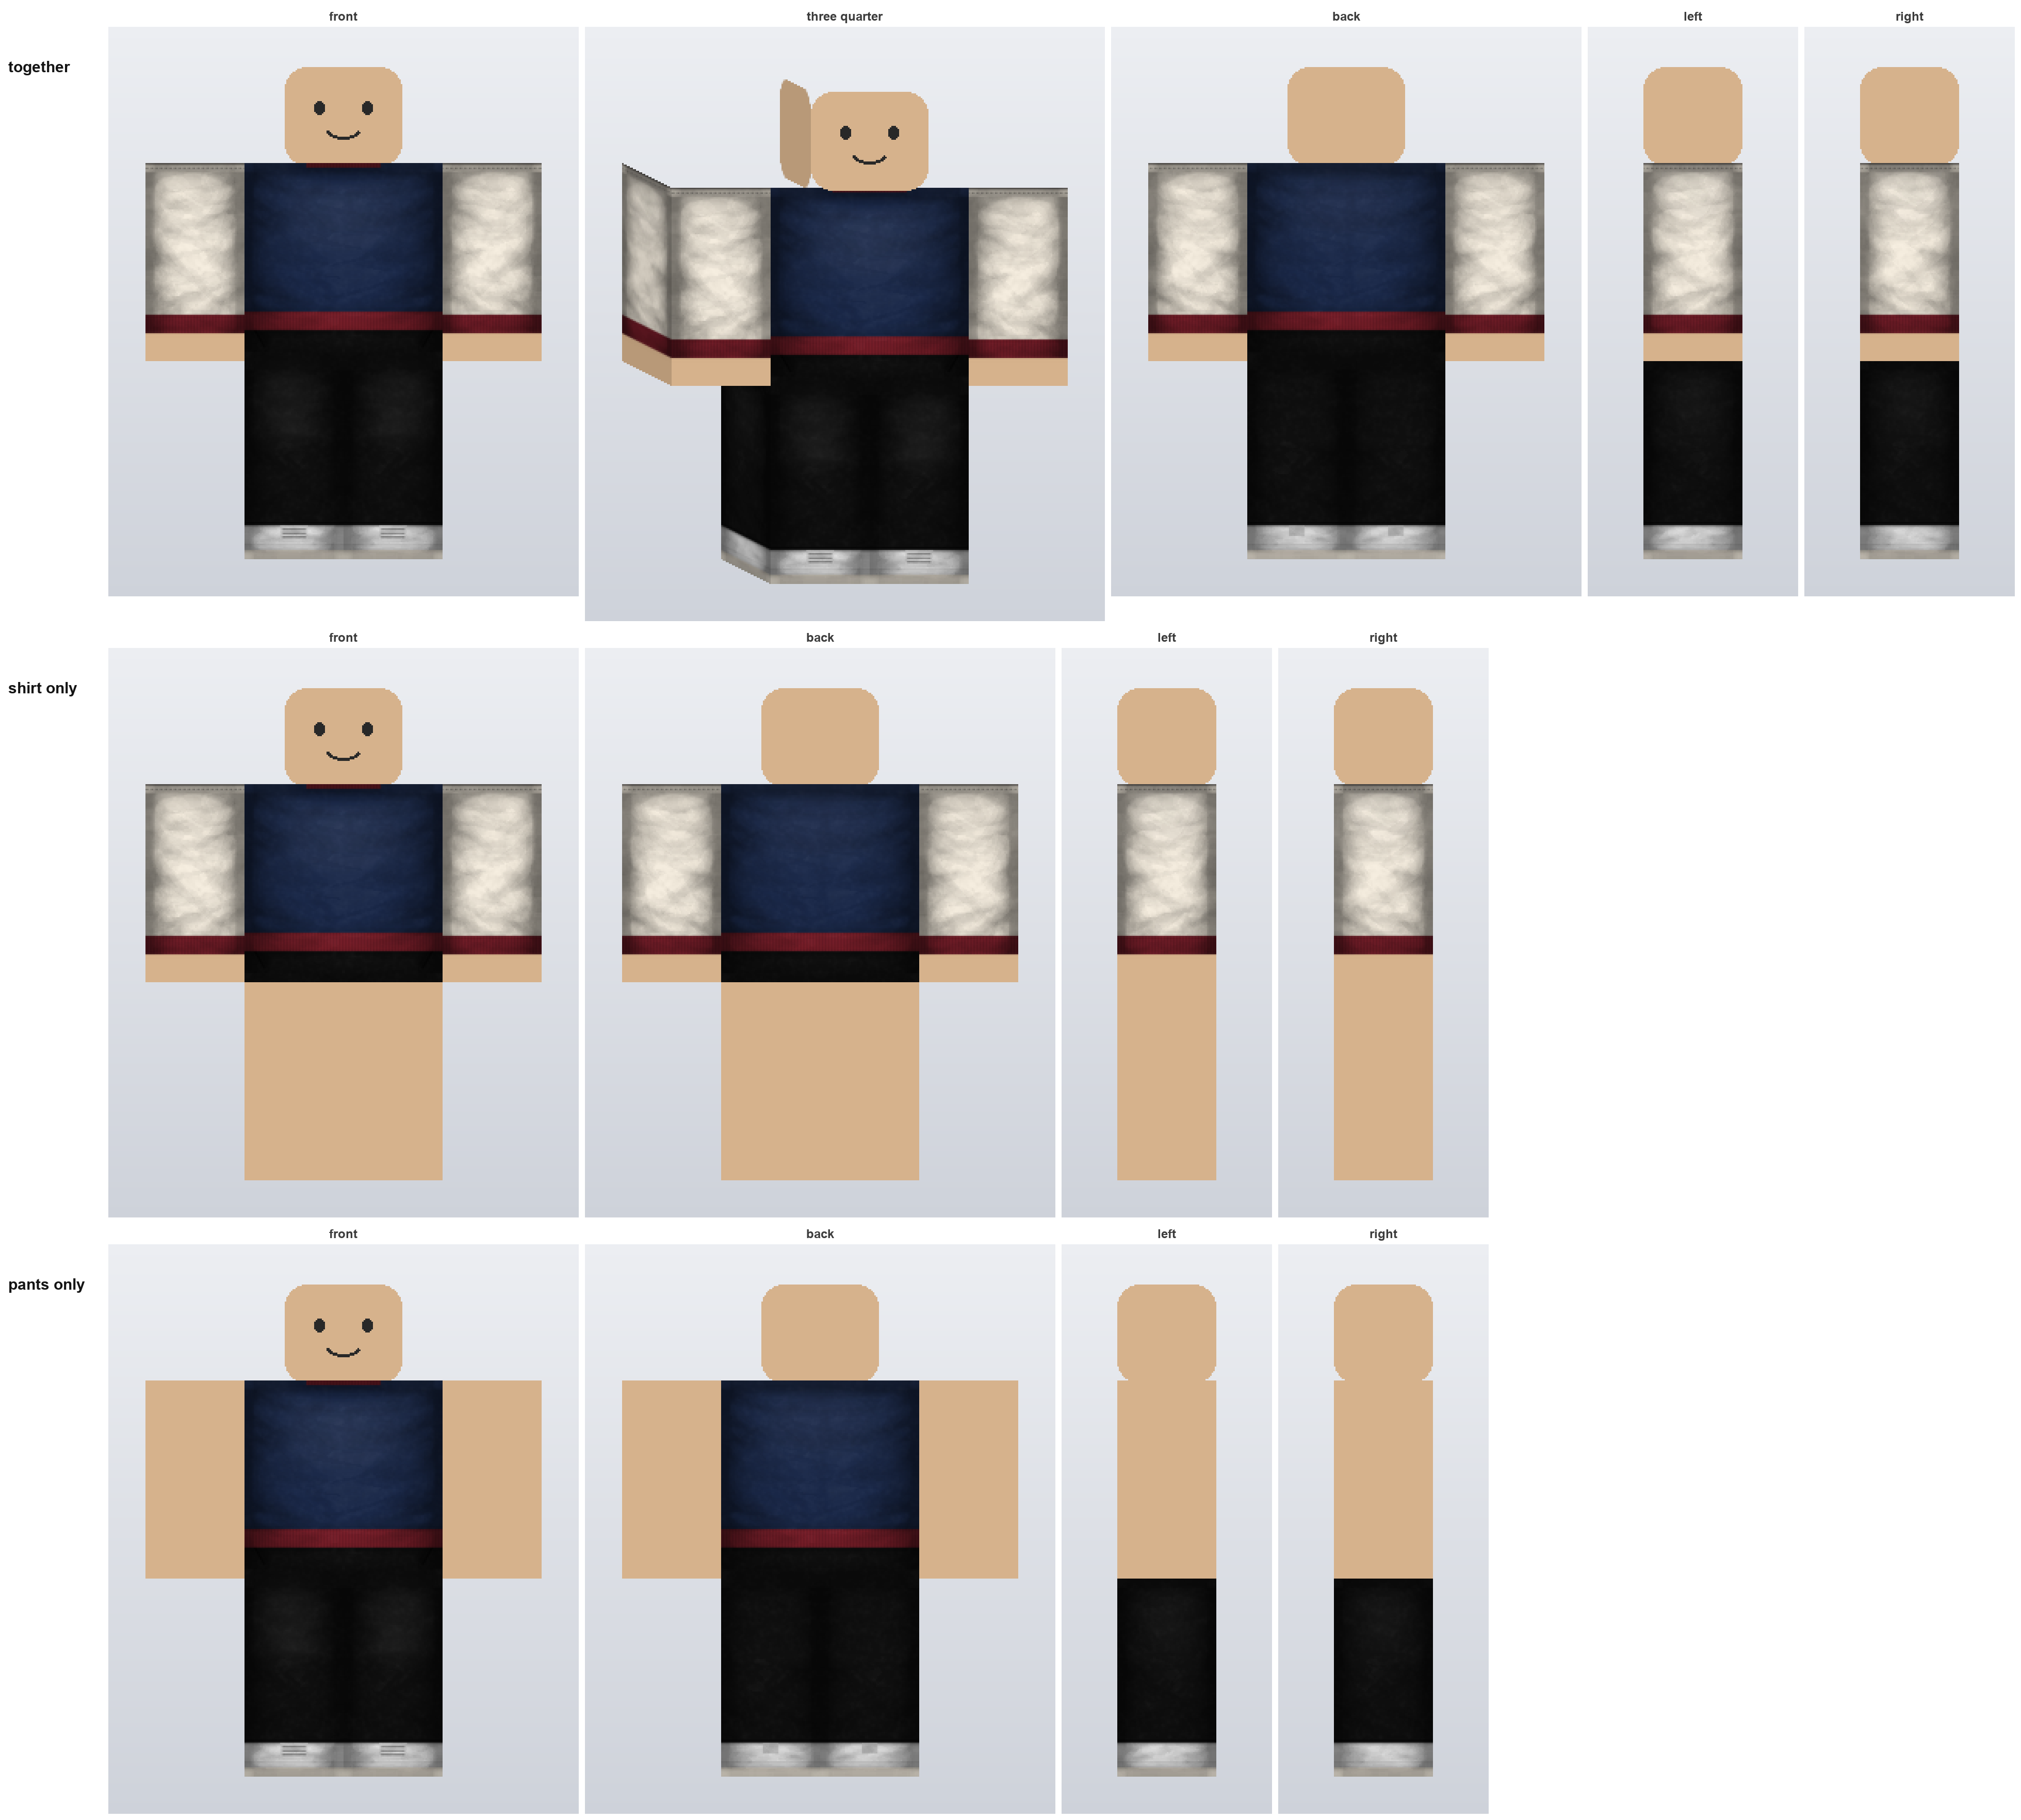 front
three quarter
back
left
right
together
front
back
left
right
shirt only
front
back
left
right
pants only